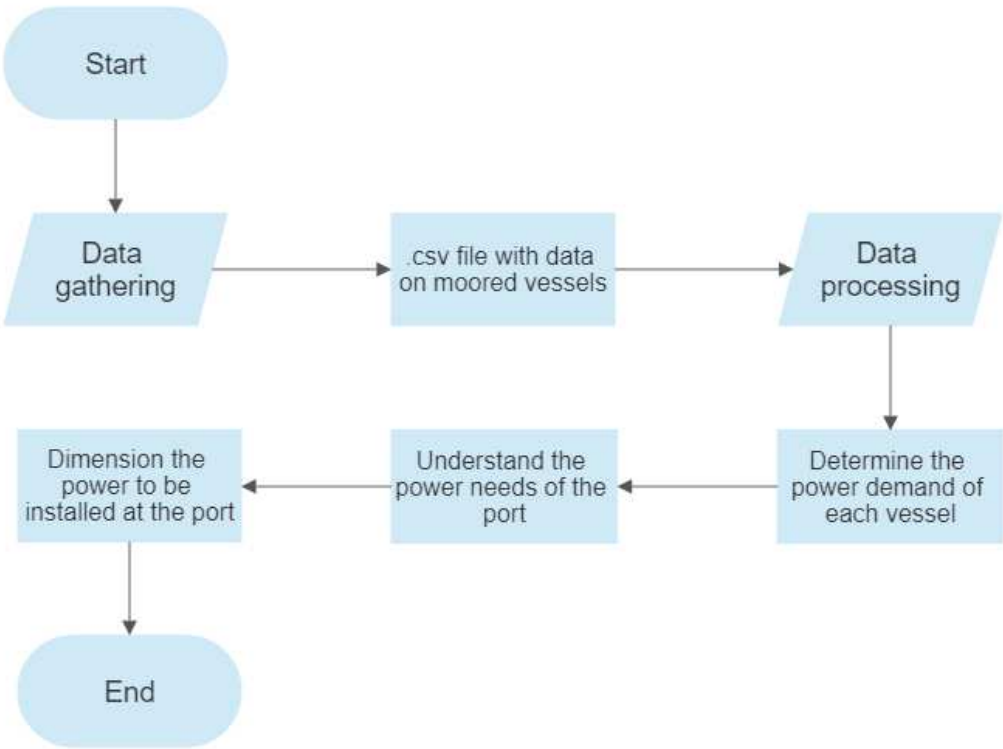 Start
Data
gathering
.csv file with data
on moored vessels
Data
processing
Determine the
power demand of
each vessel
Understand the
power needs of the
port
Dimension the
power to be
installed at the port
End